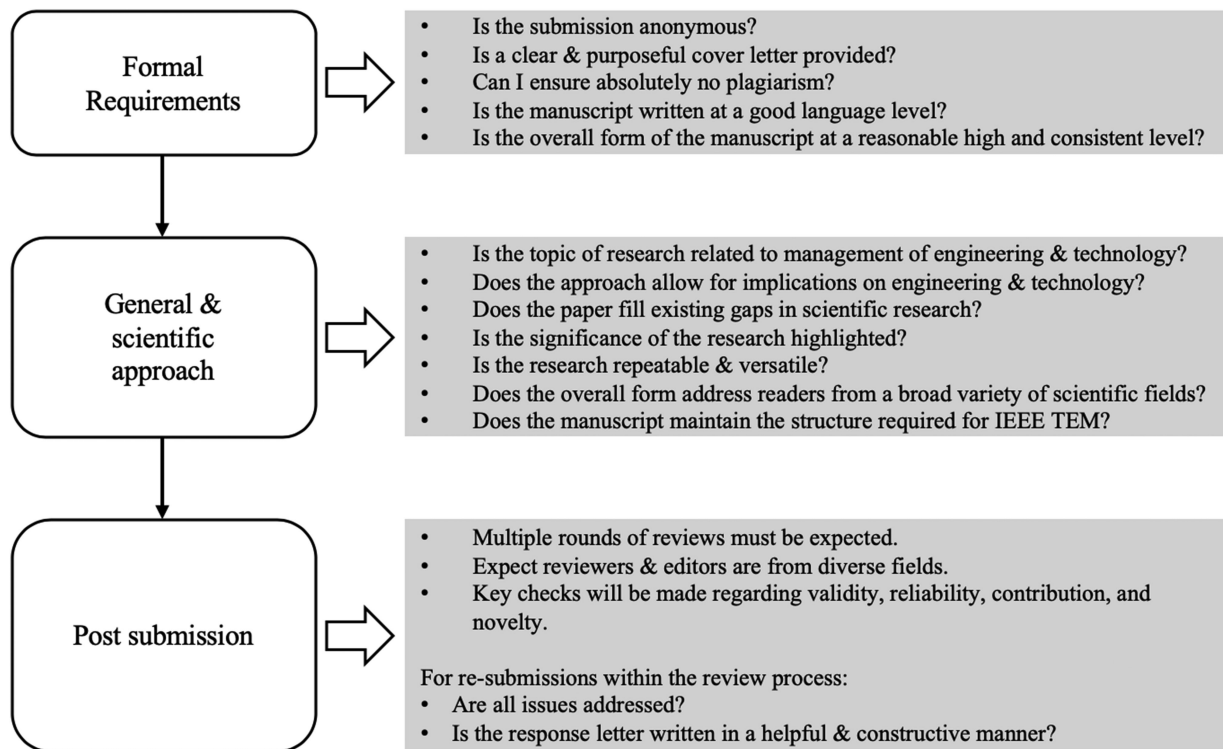 Formal
Requirements
• Is the submission anonymous?
• Is a clear & purposeful cover letter provided?
• Can I ensure absolutely no plagiarism?
• Is the manuscript written at a good language level?
• Is the overall form of the manuscript at a reasonable high and consistent level?
General &
scientific
approach
• Is the topic of research related to management of engineering & technology?
• Does the approach allow for implications on engineering & technology?
• Does the paper fill existing gaps in scientific research?
• Is the significance of the research highlighted?
• Is the research repeatable & versatile?
• Does the overall form address readers from a broad variety of scientific fields?
• Does the manuscript maintain the structure required for IEEE TEM?
Post submission
• Multiple rounds of reviews must be expected.
• Expect reviewers & editors are from diverse fields.
• Key checks will be made regarding validity, reliability, contribution, and
novelty.
For re-submissions within the review process:
• Are all issues addressed?
• Is the response letter written in a helpful & constructive manner?